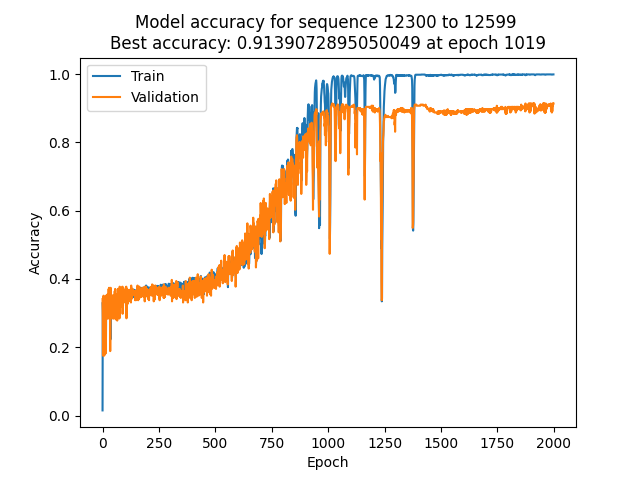 Model accuracy for sequence 12300 to 12599
Best accuracy: 0.9139072895050049 at epoch 1019
Train
Validation
1.0
0.8
0.6
0.4
0.2
0.0
Accuracy
0 250 500 750 1000 1250 1500 1750 2000
Epoch